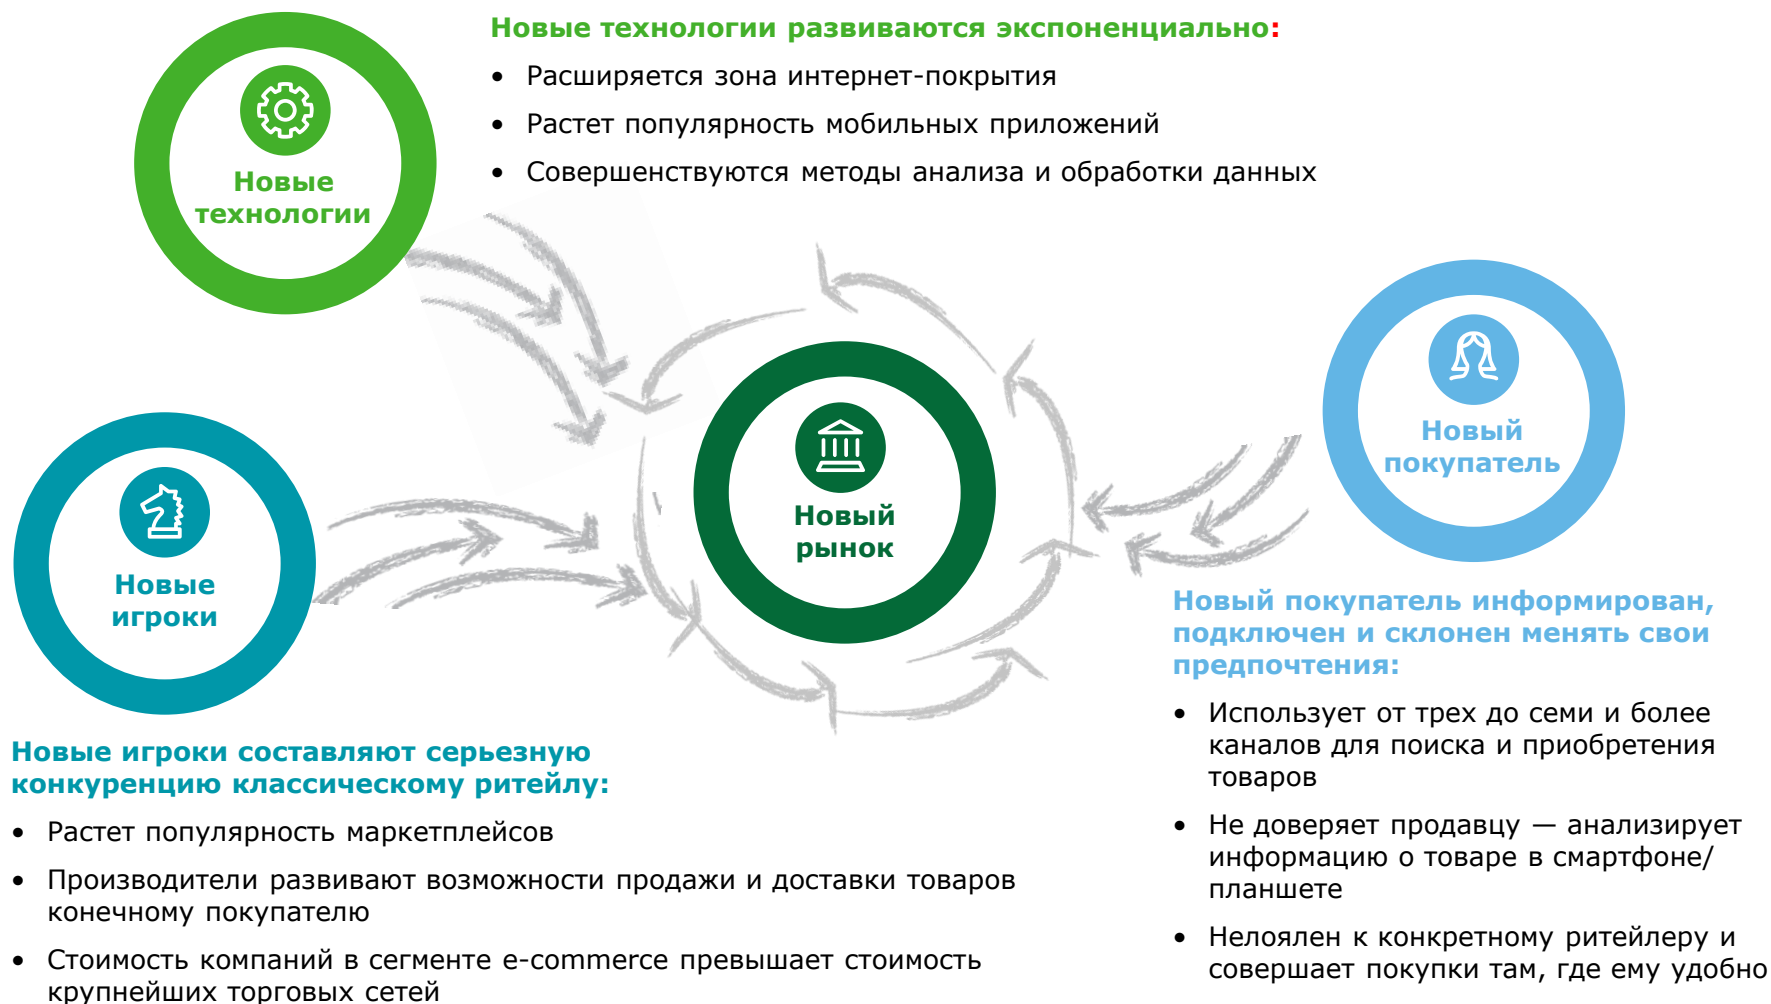 Новые технологии развиваются экспоненциально:
• Расширяется зона интернет-покрытия
• Растет популярность мобильных приложений
• Совершенствуются методы анализа и обработки данных
Новые
технологии
Новый
покупатель
Новый
рынок
Новые
игроки
Новый покупатель информирован,
подключен и склонен менять свои
предпочтения:
• Использует от трех до семи и более
каналов для поиска и приобретения
товаров
• Не доверяет продавцу — анализирует
информацию о товаре в смартфоне/
планшете
• Нелоялен к конкретному ритейлеру и
совершает покупки там, где ему удобно
Новые игроки составляют серьезную
конкуренцию классическому ритейлу:
• Растет популярность маркетплейсов
• Производители развивают возможности продажи и доставки товаров
конечному покупателю
• Стоимость компаний в сегменте e-commerce превышает стоимость
крупнейших торговых сетей